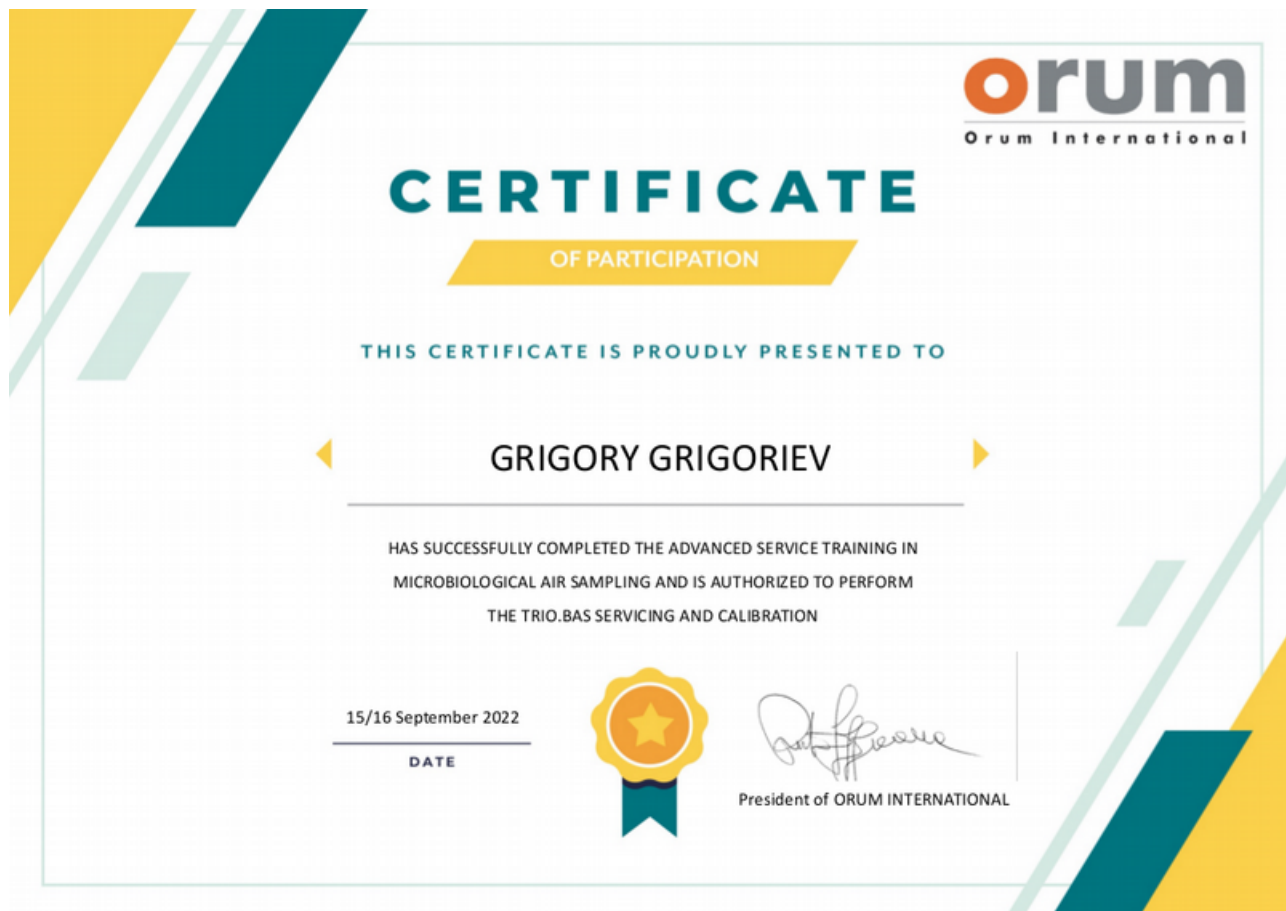 orum
Orum International
CERTIFICATE
OF PARTICIPATION
THIS CERTIFICATE IS PROUDLY PRESENTED TO
GRIGORY GRIGORIEV
HAS SUCCESSFULLY COMPLETED THE ADVANCED SERVICE TRAINING IN
MICROBIOLOGICAL AIR SAMPLING AND IS AUTHORIZED TO PERFORM
THE TRIO.BAS SERVICING AND CALIBRATION
15/16 September 2022
DATE
President of ORUM INTERNATIONAL